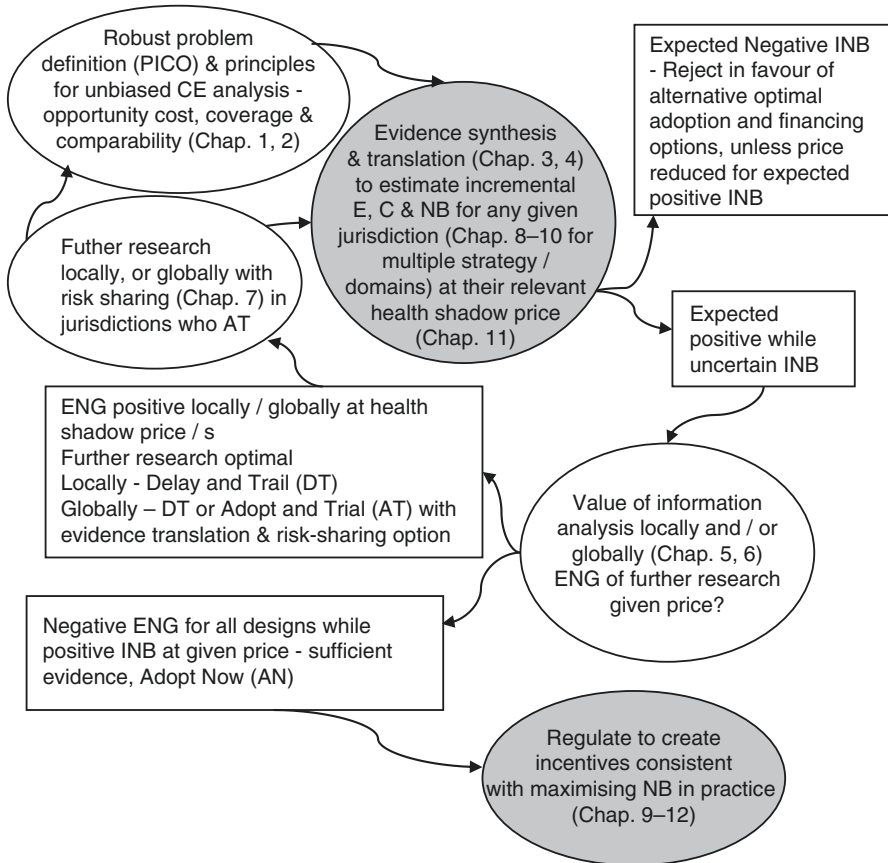 Robust problem
definition (PICO) & principles
for unbiased CE analysis -
opportunity cost, coverage &
comparability (Chap. 1, 2)
Evidence synthesis
& translation (Chap. 3, 4)
to estimate incremental
E, C & NB for any given
jurisdiction (Chap. 8–10 for
multiple strategy /
domains) at their relevant
health shadow price
(Chap. 11)
Expected Negative INB
- Reject in favour of
alternative optimal
adoption and financing
options, unless price
reduced for expected
positive INB
Futher research
locally, or globally with
risk sharing (Chap. 7) in
jurisdictions who AT
Expected
positive while
uncertain INB
ENG positive locally / globally at health
shadow price / s
Further research optimal
Locally - Delay and Trail (DT)
Globally – DT or Adopt and Trial (AT) with
evidence translation & risk-sharing option
Value of information
analysis locally and / or
globally (Chap. 5, 6)
ENG of further research
given price?
Negative ENG for all designs while
positive INB at given price - sufficient
evidence, Adopt Now (AN)
Regulate to create
incentives consistent
with maximising NB in practice
(Chap. 9–12)